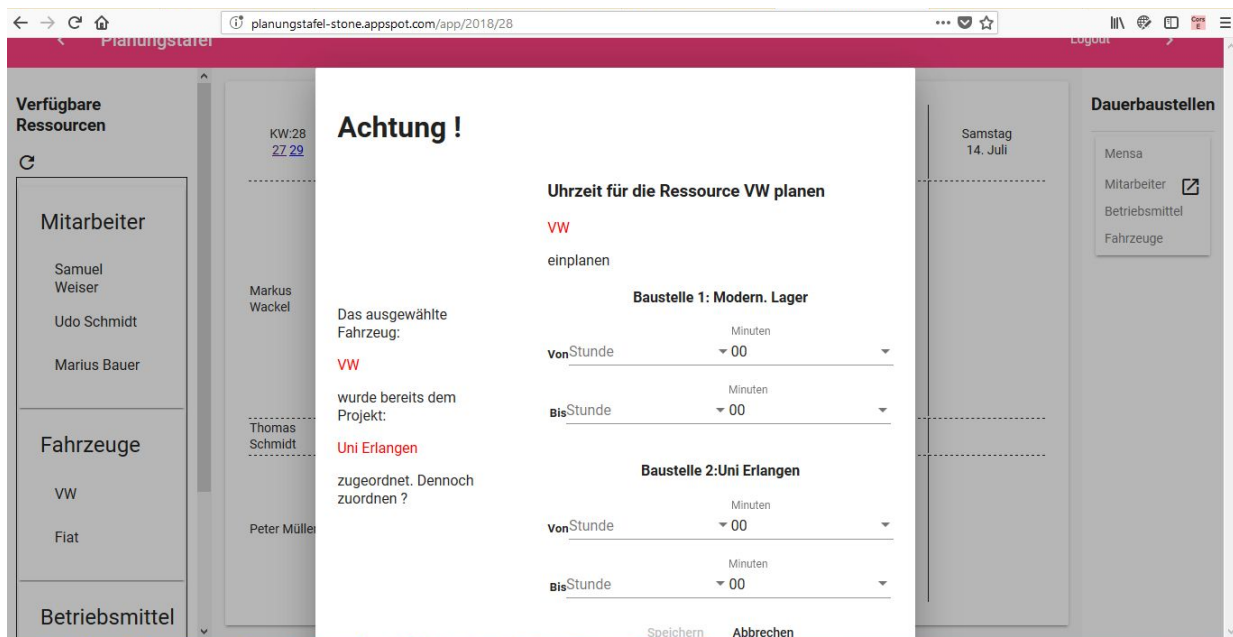 planungstafel-stone.appspot.com/app/2018/28
Planungstafel
Logout
Verfügbare
Ressourcen
Mitarbeiter
Samuel
Weiser
Udo Schmidt
Marius Bauer
Fahrzeuge
VW
Fiat
Betriebsmittel
KW:28
27 29
Markus
Wackel
Thomas
Schmidt
Peter Müller
Achtung !
Das ausgewählte
Fahrzeug:
VW
wurde bereits dem
Projekt:
Uni Erlangen
zugeordnet. Dennoch
zuordnen ?
Uhrzeit für die Ressource VW planen
VW
einplanen
Baustelle 1: Modern. Lager
Minuten
Von Stunde 00
Minuten
Bis Stunde 00
Baustelle 2:Uni Erlangen
Minuten
Von Stunde 00
Minuten
Bis Stunde 00
Speichern Abbrechen
Samstag
14. Juli
Dauerbaustellen
Mensa
Mitarbeiter
Betriebsmittel
Fahrzeuge